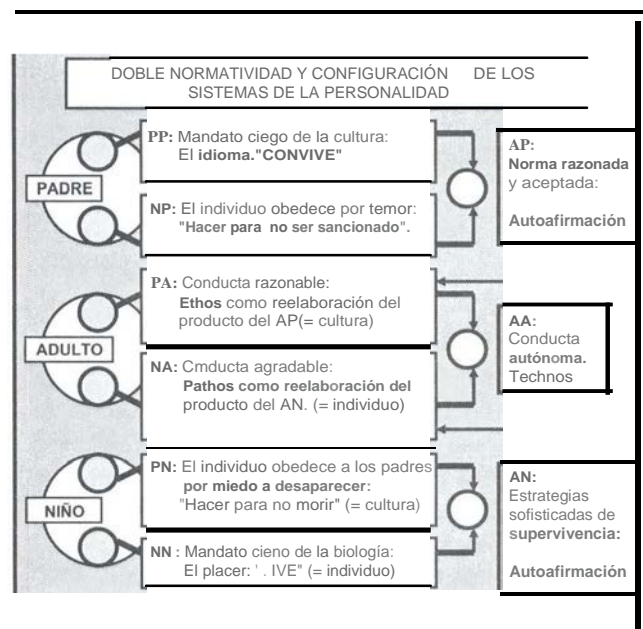 DOBLE NORMATIVIDAD Y CONFIGURACIÓN DE LOS
SISTEMAS DE LA PERSONALIDAD
PADRE
PP: Mandato ciego de la cultura:
El idioma."CONVIVE"
NP: El individuo obedece por temor:
"Hacer para no ser sancionado".
AP:
Norma razonada
y aceptada:
Autoafirmación
ADULTO
PA: Conducta razonable:
Ethos como reelaboración del
producto del AP(= cultura)
NA: Cmducta agradable:
Pathos como reelaboración del
producto del AN. (= individuo)
AA:
Conducta
autónoma.
Technos
NIÑO
PN: El individuo obedece a los padres
por miedo a desaparecer:
"Hacer para no morir" (= cultura)
NN : Mandato cieno de la biología:
El placer: ' . IVE" (= individuo)
AN:
Estrategias
sofisticadas de
supervivencia:
Autoafirmación